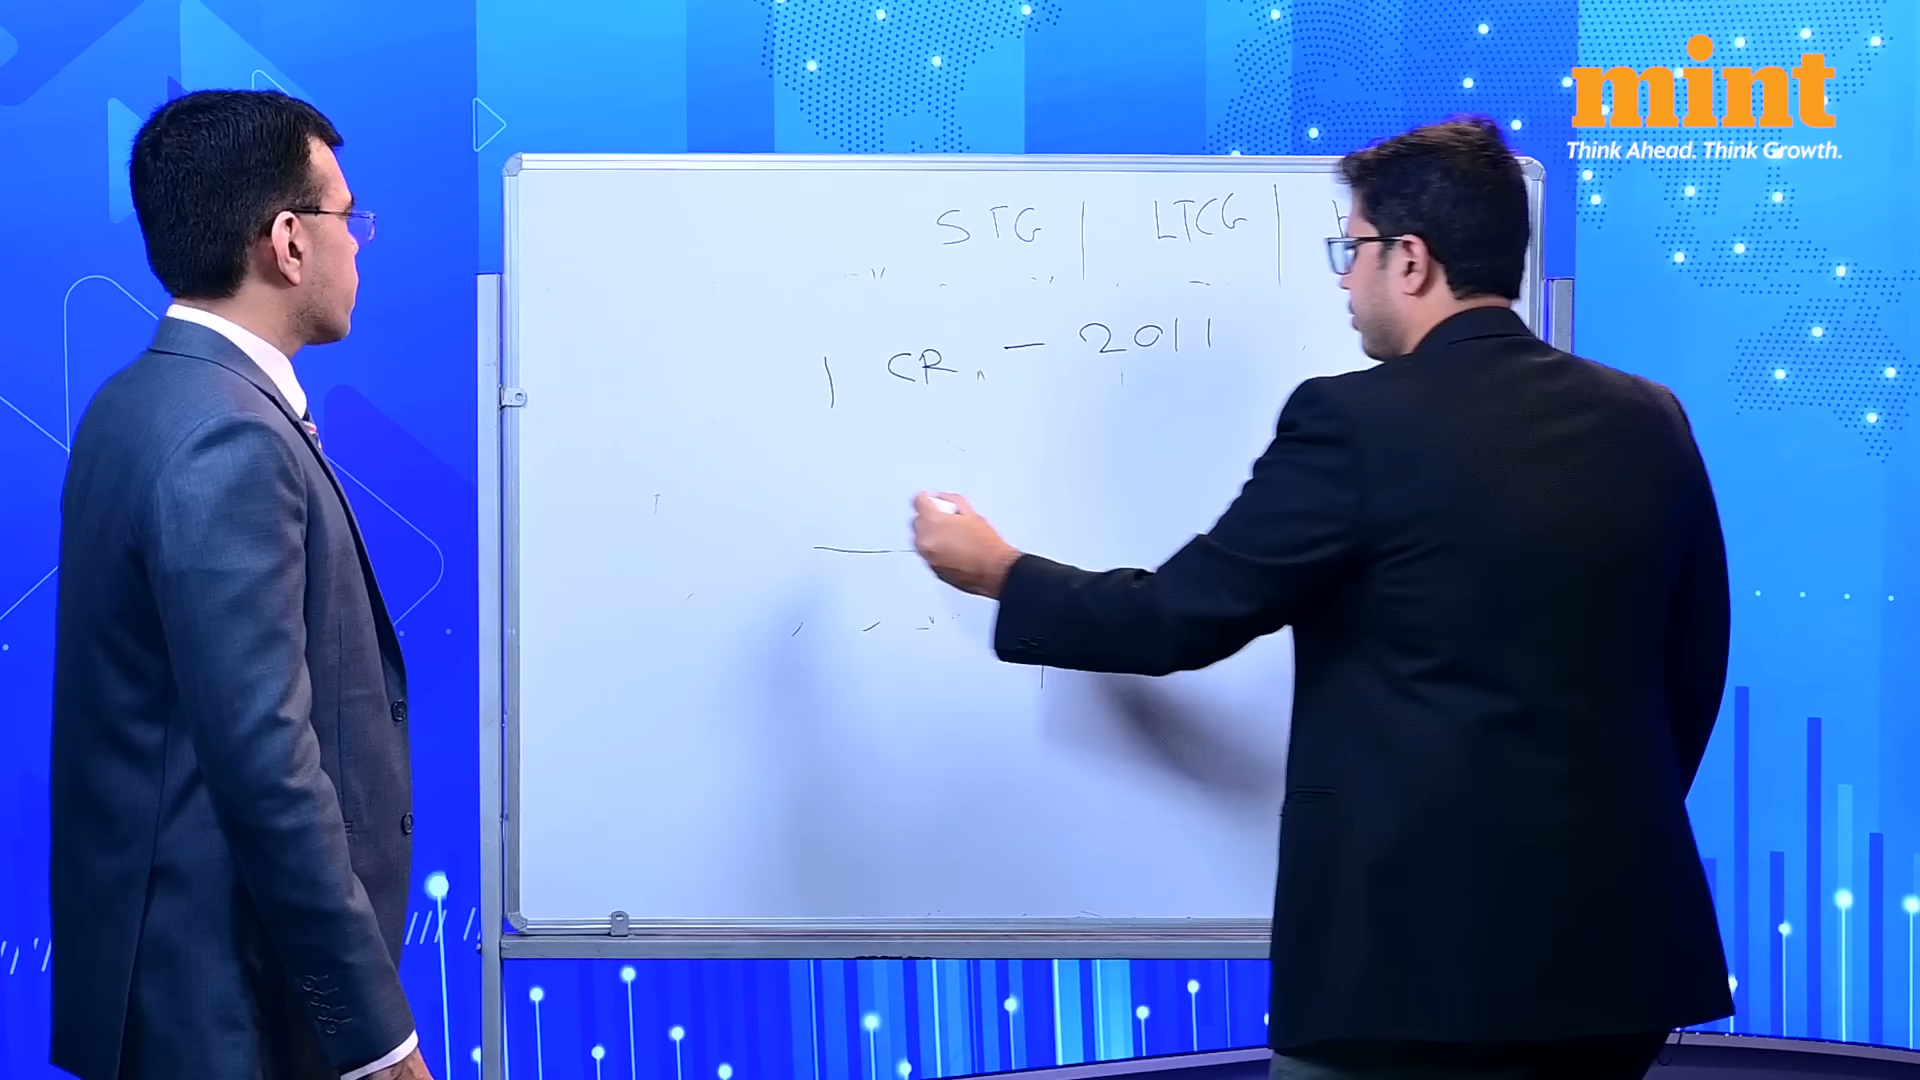 mint
Think Ahead. Think Growth.
STG | LTCG |
1 CR - 2011